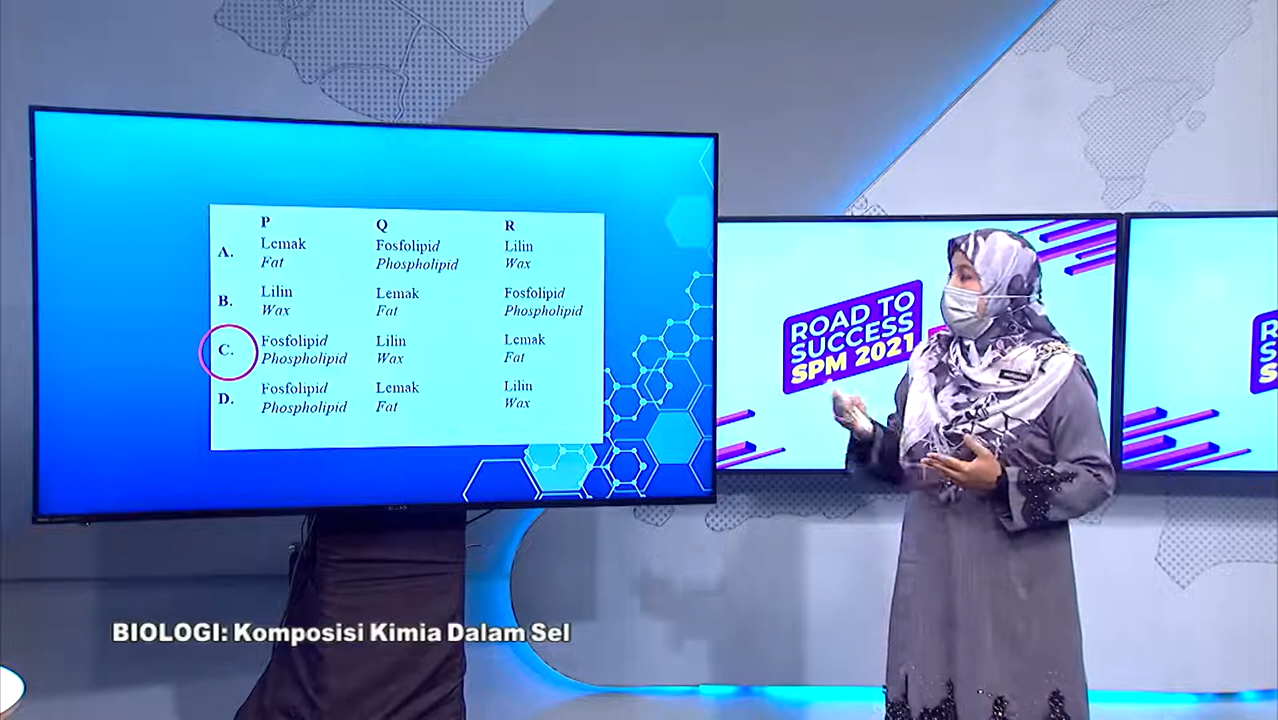 P Q R
A. Lemak Fosfolipid Lilin
Fat Phospholipid Wax
B. Lilin Lemak Fosfolipid
Wax Fat Phospholipid
C. Fosfolipid Lilin Lemak
Phospholipid Wax Fat
D. Fosfolipid Lemak Lilin
Phospholipid Fat Wax
ROAD TO
SUCCESS
SPM 2021
BIOLOGI: Komposisi Kimia Dalam Sel